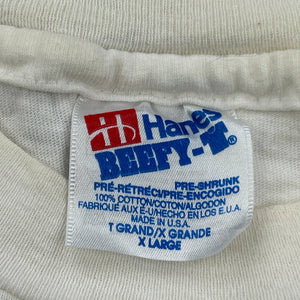 Hanes
BEEFY-T®
PRÉ-RÉTRÉCI/PRE-SHRUNK
PRE-ENCOGIDO
100% COTTON/COTON/ALGODON
FABRIQUE AUX É-U/HECHO EN LOS E.U.A.
MADE IN U.S.A.
T GRAND/X GRANDE
X LARGE